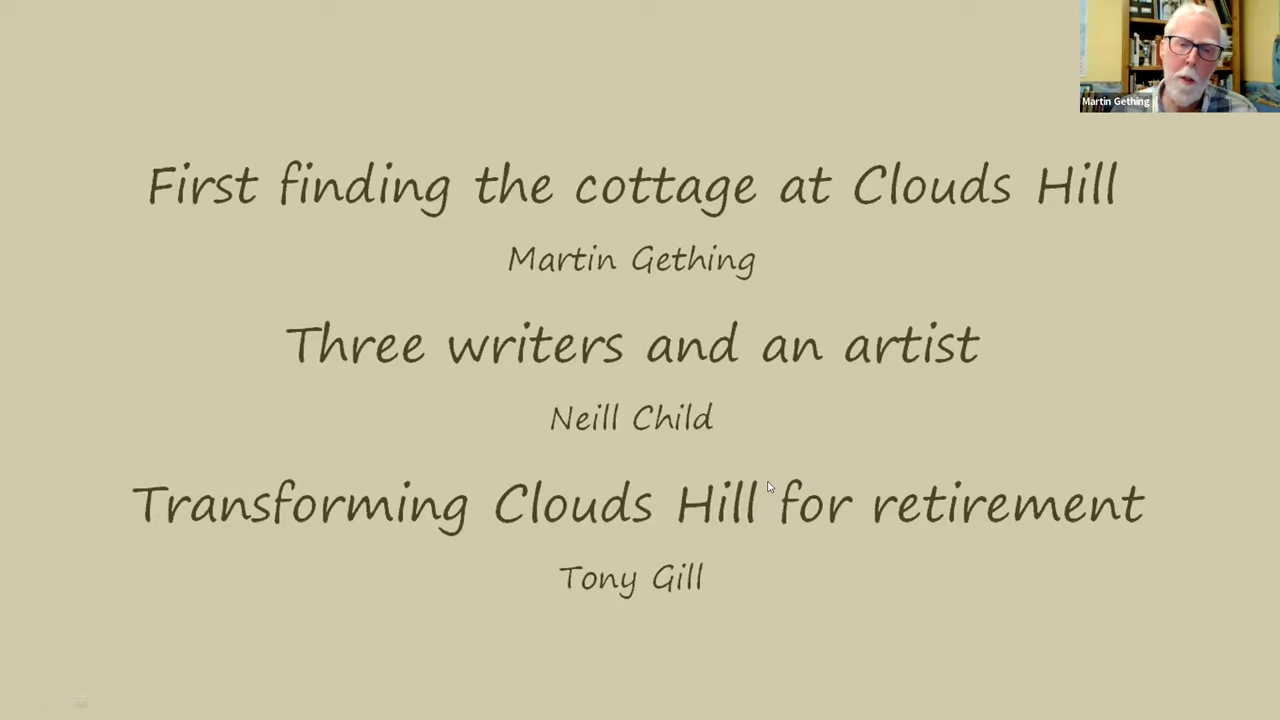 Martin Gething
First finding the cottage at Clouds Hill
Martin Gething
Three writers and an artist
Neill Child
Transforming Clouds Hill for retirement
Tony Gill